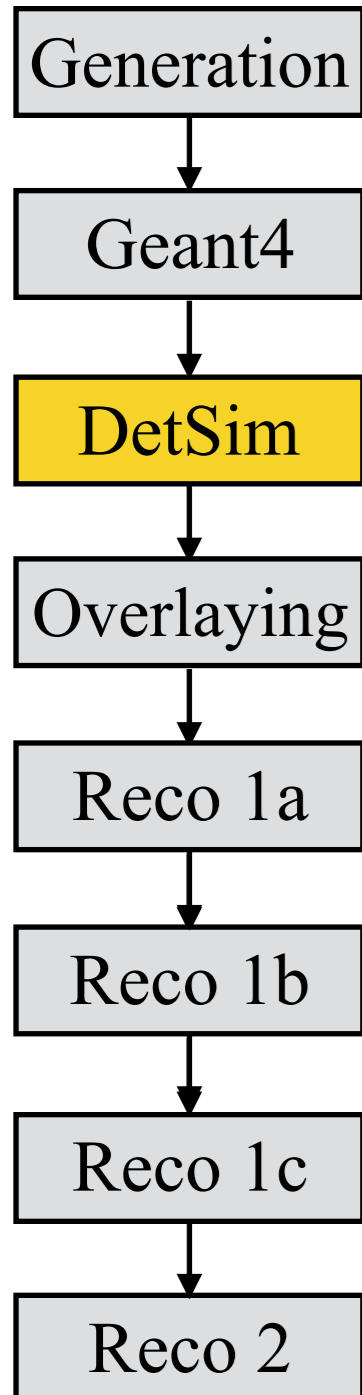 Generation
Geant4
DetSim
Overlaying
Reco 1a
Reco 1b
Reco 1c
Reco 2